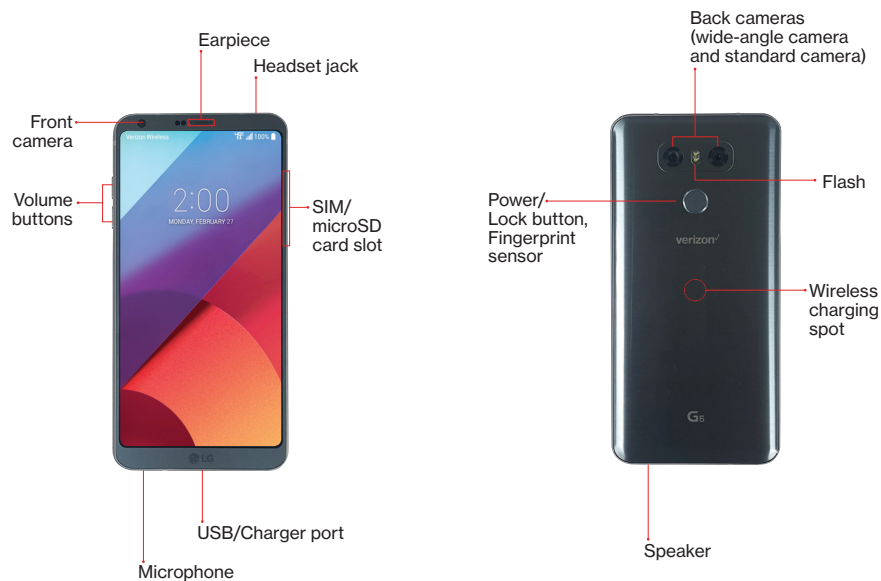 Earpiece
Headset jack
Front
camera
Volume
buttons
SIM/
microSD
card slot
Verizon Wireless
100%
2:00
MONDAY, FEBRUARY 27
LG
USB/Charger port
Microphone
Back cameras
(wide-angle camera
and standard camera)
Flash
Power/
Lock button,
Fingerprint
sensor
verizon✓
Wireless
charging
spot
G6
Speaker